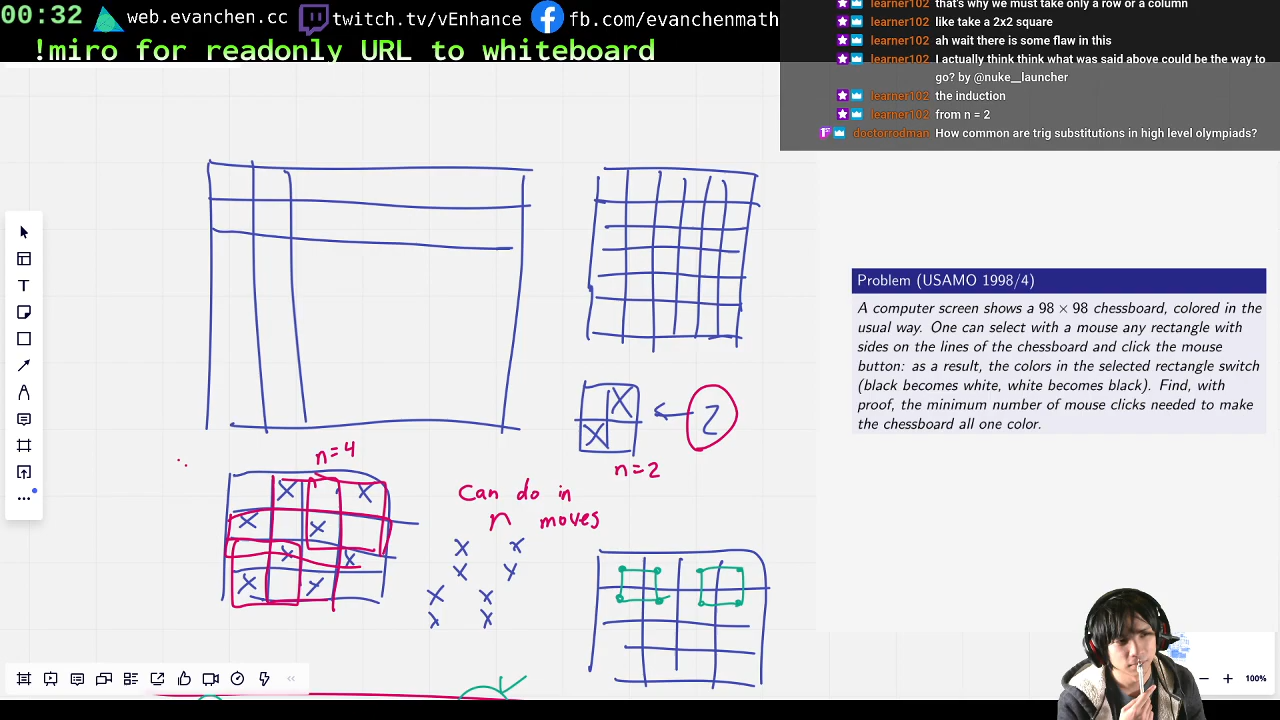 00:32
web.evanchen.cc
twitch.tv/vEnhance
fb.com/evanchenmath
!miro for readonly URL to whiteboard
learner102 that's why we must take only a row or a column
learner102 like take a 2x2 square
learner102 ah wait there is some flaw in this
learner102 I actually think think what was said above could be the way to
go? by @nuke__launcher
learner102 the induction
learner102 from n = 2
doctorrodman How common are trig substitutions in high level olympiads?
Problem (USAMO 1998/4)
A computer screen shows a 98 × 98 chessboard, colored in the
usual way. One can select with a mouse any rectangle with
sides on the lines of the chessboard and click the mouse
button: as a result, the colors in the selected rectangle switch
(black becomes white, white becomes black). Find, with
proof, the minimum number of mouse clicks needed to make
the chessboard all one color.
X
X
2
n=2
n=4
X X
X X
X X
X X
Can do in
n moves
X X
X X
X X
X X
100%